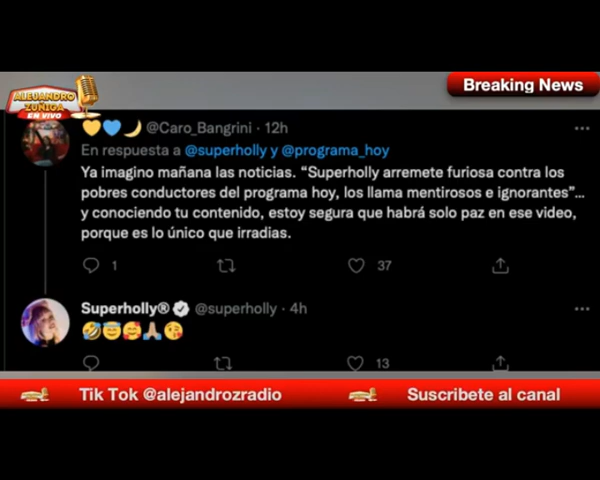 Breaking News
ALEJANDRO
ZÚÑIGA
EN VIVO
@Caro_Bangrini · 12h
En respuesta a @superholly y @programa_hoy
Ya imagino mañana las noticias. “Superholly arremete furiosa contra los
pobres conductores del programa hoy, los llama mentirosos e ignorantes”...
y conociendo tu contenido, estoy segura que habrá solo paz en ese video,
porque es lo único que irradias.
1 37
Superholly® @superholly · 4h
🤣😇🥰🙏🏼😘
13
Tik Tok @alejandrozradio Suscribete al canal